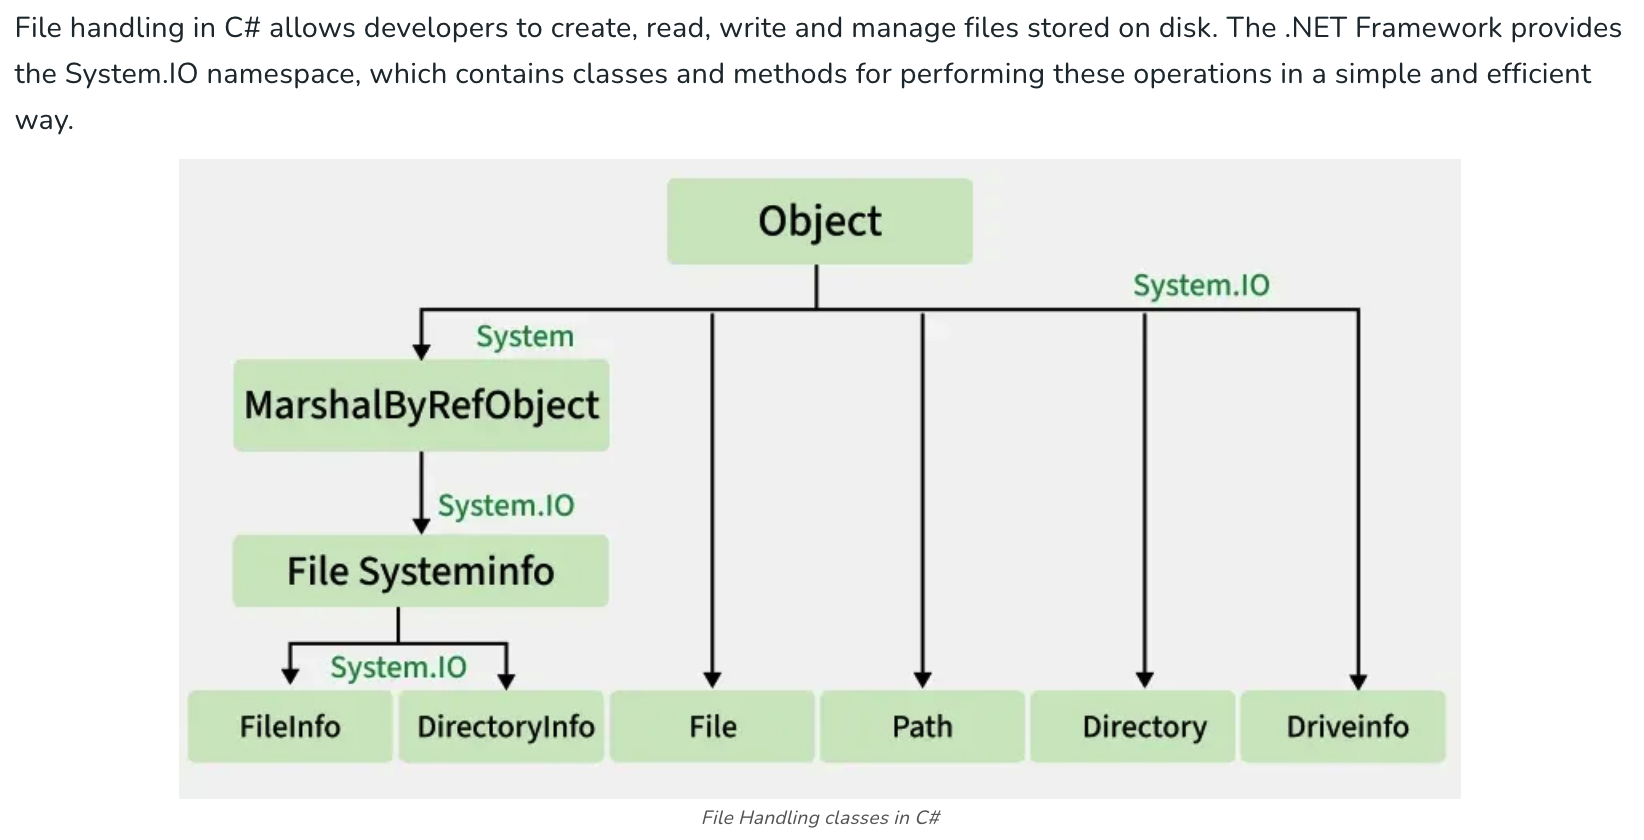 File handling in C# allows developers to create, read, write and manage files stored on disk. The .NET Framework provides
the System.IO namespace, which contains classes and methods for performing these operations in a simple and efficient
way.
Object
System.IO
System
MarshalByRefObject
System.IO
File Systeminfo
System.IO
FileInfo
DirectoryInfo
File
Path
Directory
Driveinfo
File Handling classes in C#